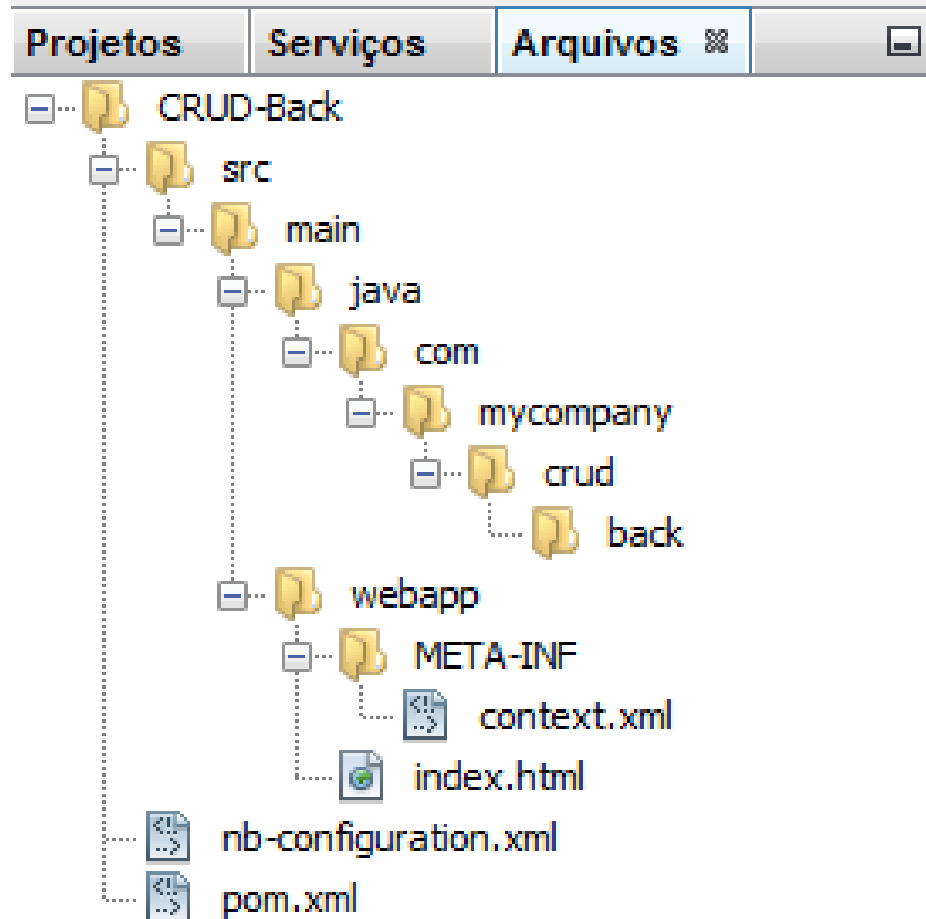 Projetos Serviços Arquivos
CRUD-Back
src
main
java
com
mycompany
crud
back
webapp
META-INF
context.xml
index.html
nb-configuration.xml
pom.xml